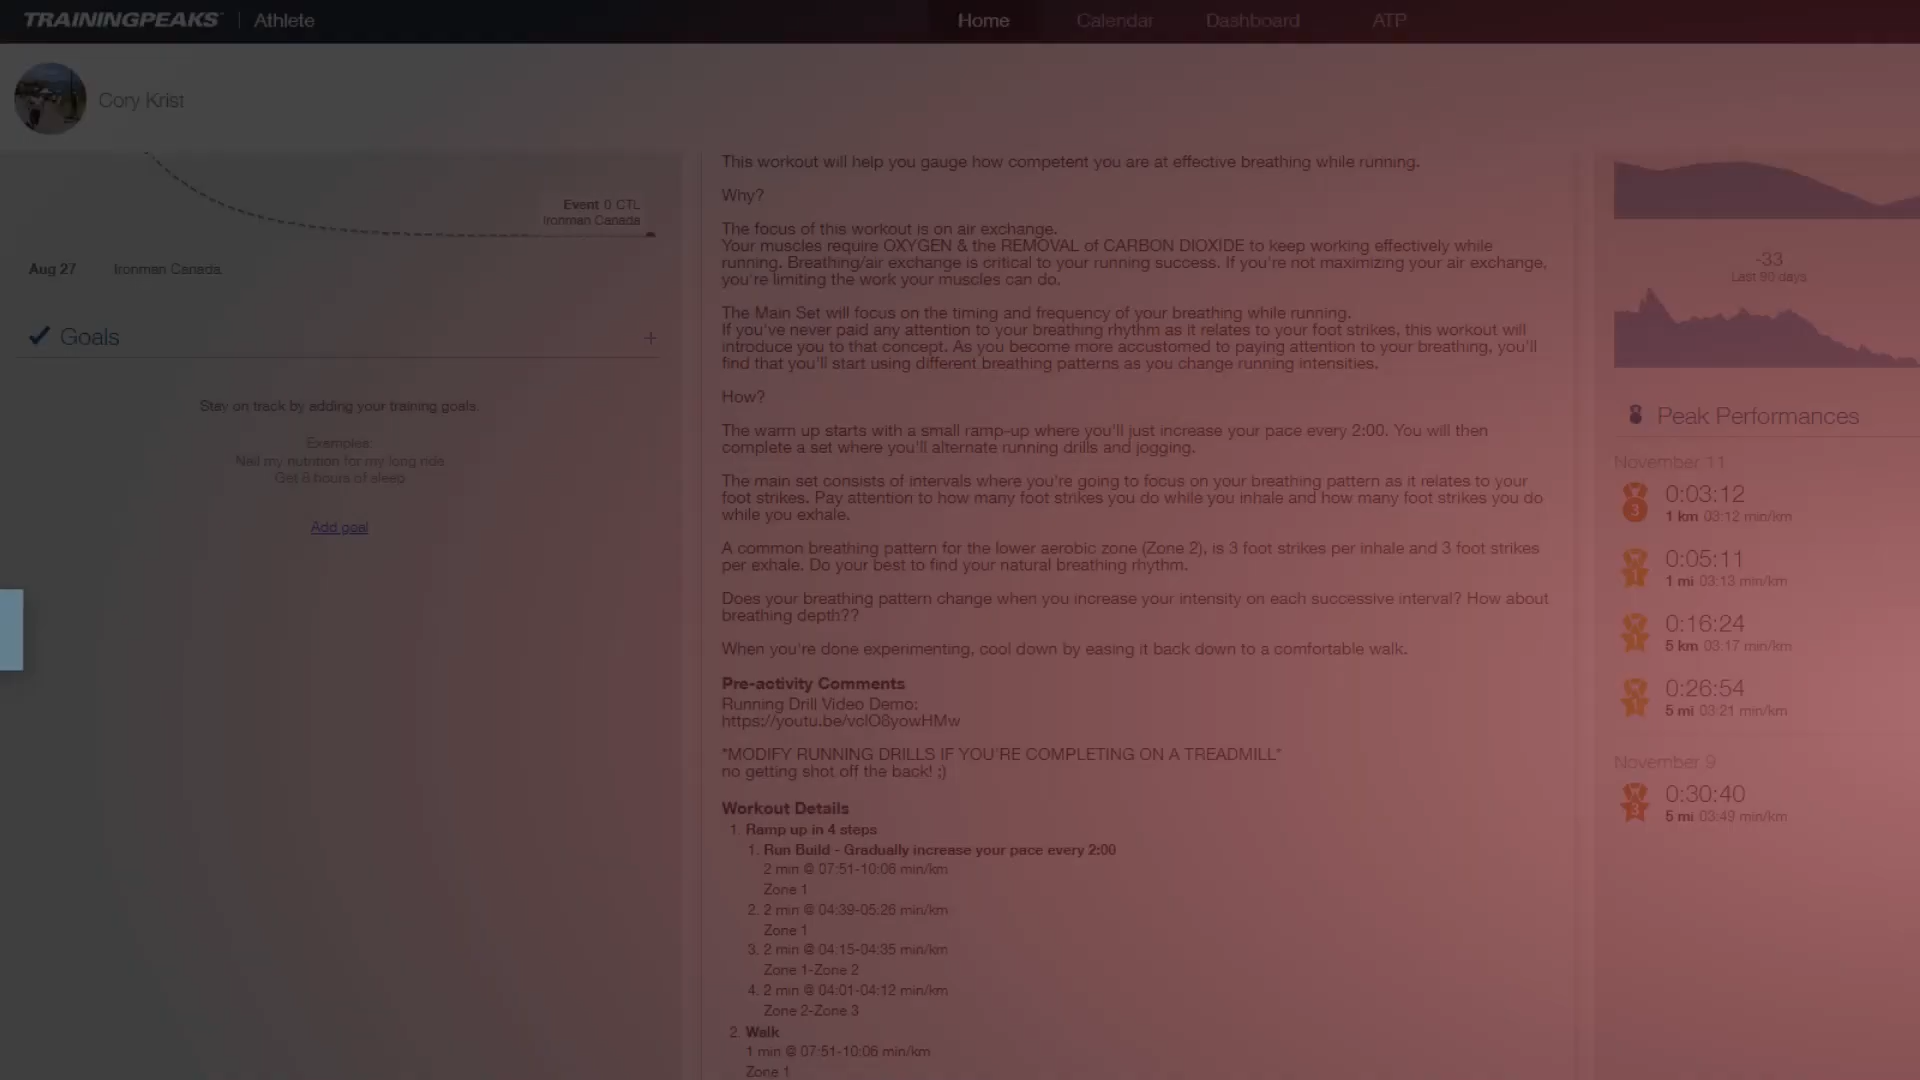 TRAININGPEAKS Athlete Home Calendar Dashboard ATP
Cory Krist
Event 0 CTL
Ironman Canada
Aug 27 Ironman Canada
Goals +
Stay on track by adding your training goals.
Examples:
Nail my nutrition for my long ride
Get 8 hours of sleep
Add goal
This workout will help you gauge how competent you are at effective breathing while running.
Why?
The focus of this workout is on air exchange.
Your muscles require OXYGEN & the REMOVAL of CARBON DIOXIDE to keep working effectively while
running. Breathing/air exchange is critical to your running success. If you're not maximizing your air exchange,
you're limiting the work your muscles can do.
The Main Set will focus on the timing and frequency of your breathing while running.
If you've never paid any attention to your breathing rhythm as it relates to your foot strikes, this workout will
introduce you to that concept. As you become more accustomed to paying attention to your breathing, you'll
find that you'll start using different breathing patterns as you change running intensities.
How?
The warm up starts with a small ramp-up where you'll just increase your pace every 2:00. You will then
complete a set where you'll alternate running drills and jogging.
The main set consists of intervals where you're going to focus on your breathing pattern as it relates to your
foot strikes. Pay attention to how many foot strikes you do while you inhale and how many foot strikes you do
while you exhale.
A common breathing pattern for the lower aerobic zone (Zone 2), is 3 foot strikes per inhale and 3 foot strikes
per exhale. Do your best to find your natural breathing rhythm.
Does your breathing pattern change when you increase your intensity on each successive interval? How about
breathing depth??
When you're done experimenting, cool down by easing it back down to a comfortable walk.
Pre-activity Comments
Running Drill Video Demo:
https://youtu.be/vclO8yowHMw
"MODIFY RUNNING DRILLS IF YOU'RE COMPLETING ON A TREADMILL"
no getting shot off the back! ;)
Workout Details
1. Ramp up in 4 steps
1. Run Build - Gradually increase your pace every 2:00
2 min @ 07:51-10:06 min/km
Zone 1
2. 2 min @ 04:39-05:26 min/km
Zone 1
3. 2 min @ 04:15-04:35 min/km
Zone 1-Zone 2
4. 2 min @ 04:01-04:12 min/km
Zone 2-Zone 3
2. Walk
1 min @ 07:51-10:06 min/km
Zone 1
-33
Last 90 days
Peak Performances
November 11
3 0:03:12
1 km 03:12 min/km
1 0:05:11
1 mi 03:13 min/km
1 0:16:24
5 km 03:17 min/km
1 0:26:54
5 mi 03:21 min/km
November 9
3 0:30:40
5 mi 03:49 min/km